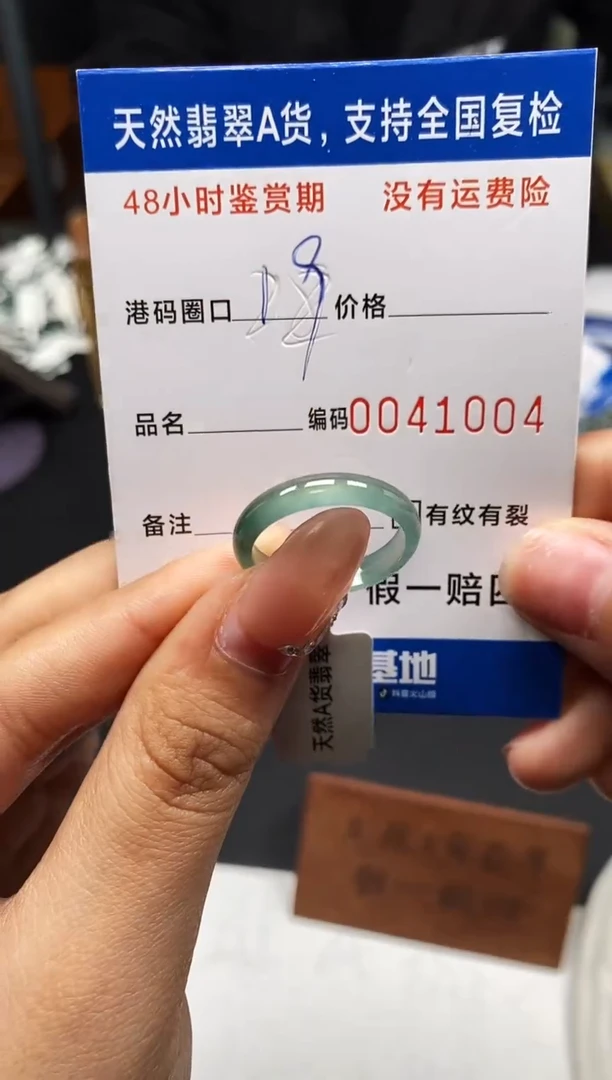 天然翡翠A货，支持全国复检
48小时鉴赏期 没有运费险
港码圈口 19 价格
品名 编码0041004
备注 有纹有裂
假一赔
基地
天然A货翡翠